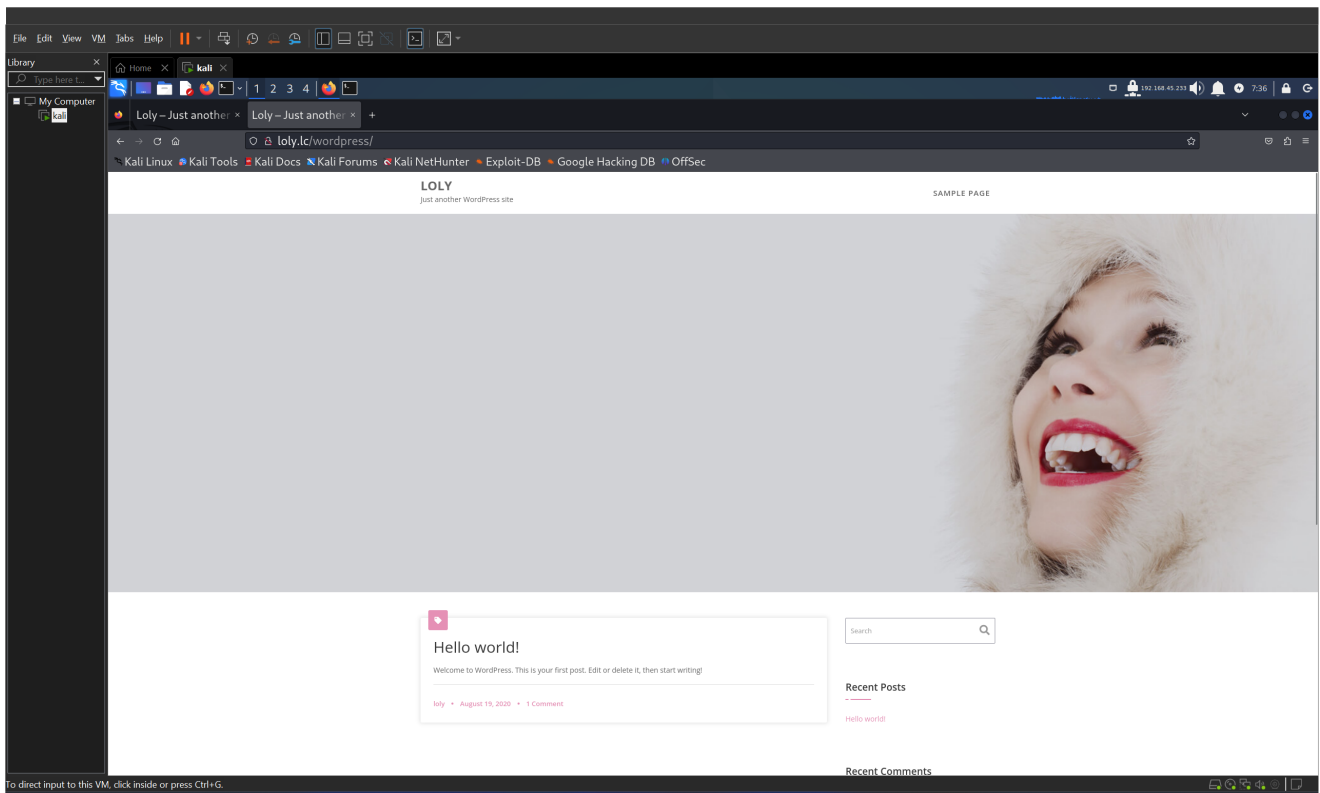 File Edit View VM Tabs Help
Library
Home kali
Type here t...
1 2 3 4
192.168.45.233
7:36
My Computer
kali
Loly – Just another
Loly – Just another
loly.lc/wordpress/
Kali Linux Kali Tools Kali Docs Kali Forums Kali NetHunter Exploit-DB Google Hacking DB OffSec
LOLY
Just another WordPress site
SAMPLE PAGE
Hello world!
Welcome to WordPress. This is your first post. Edit or delete it, then start writing!
loly • August 19, 2020 • 1 Comment
Search
Recent Posts
Hello world!
Recent Comments
To direct input to this VM, click inside or press Ctrl+G.